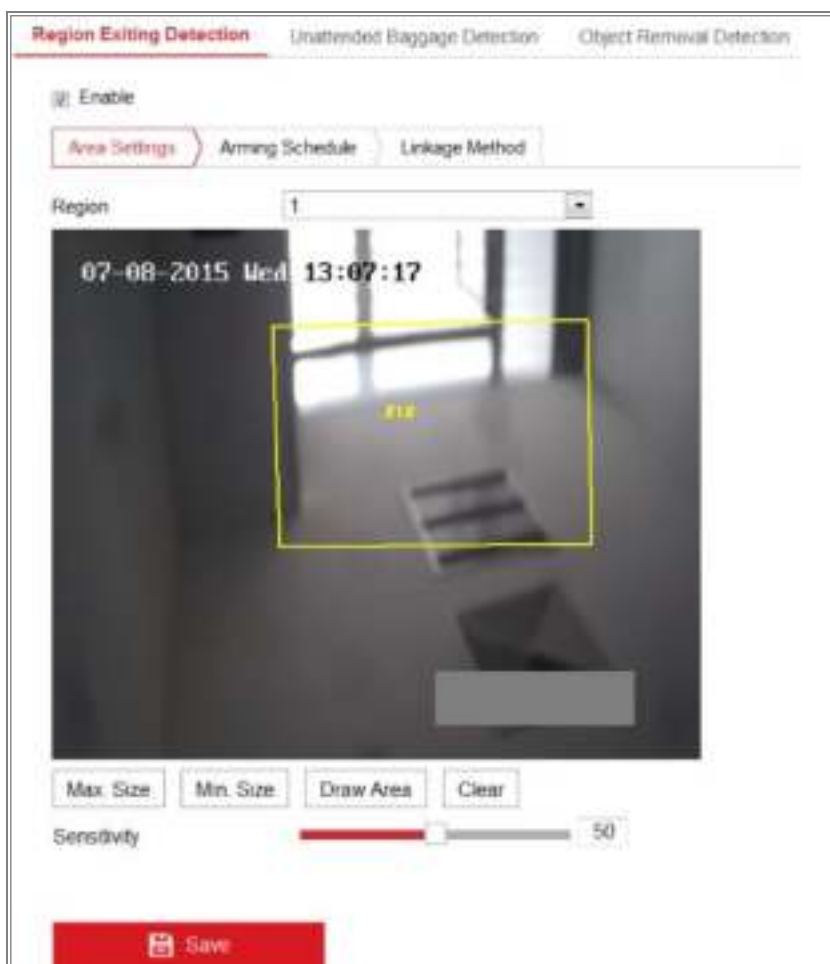 Region Exiting Detection Unattended Baggage Detection Object Removal Detection
Enable
Area Settings Arming Schedule Linkage Method
Region 1
07-08-2015 Wed 13:07:17
#1#
Max. Size Min. Size Draw Area Clear
Sensitivity 50
Save